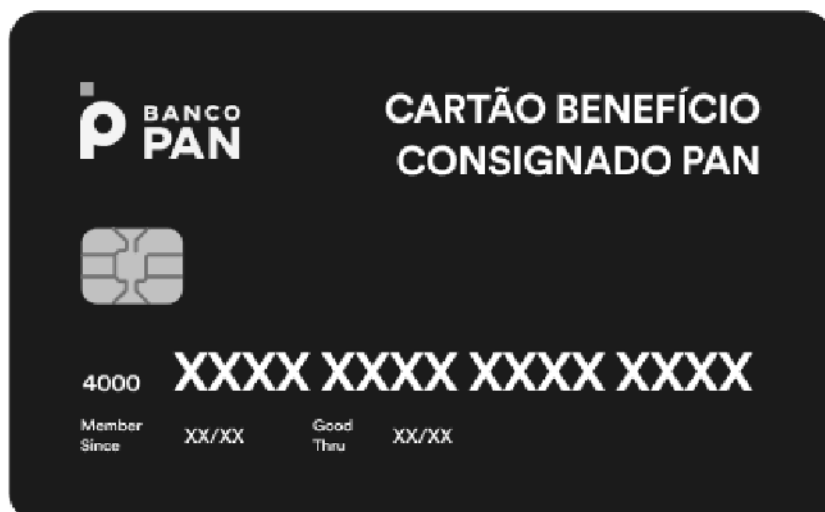 BANCO
PAN
CARTÃO BENEFÍCIO
CONSIGNADO PAN
4000 XXXX XXXX XXXX XXXX
Member
Since
XX/XX
Good
Thru
XX/XX